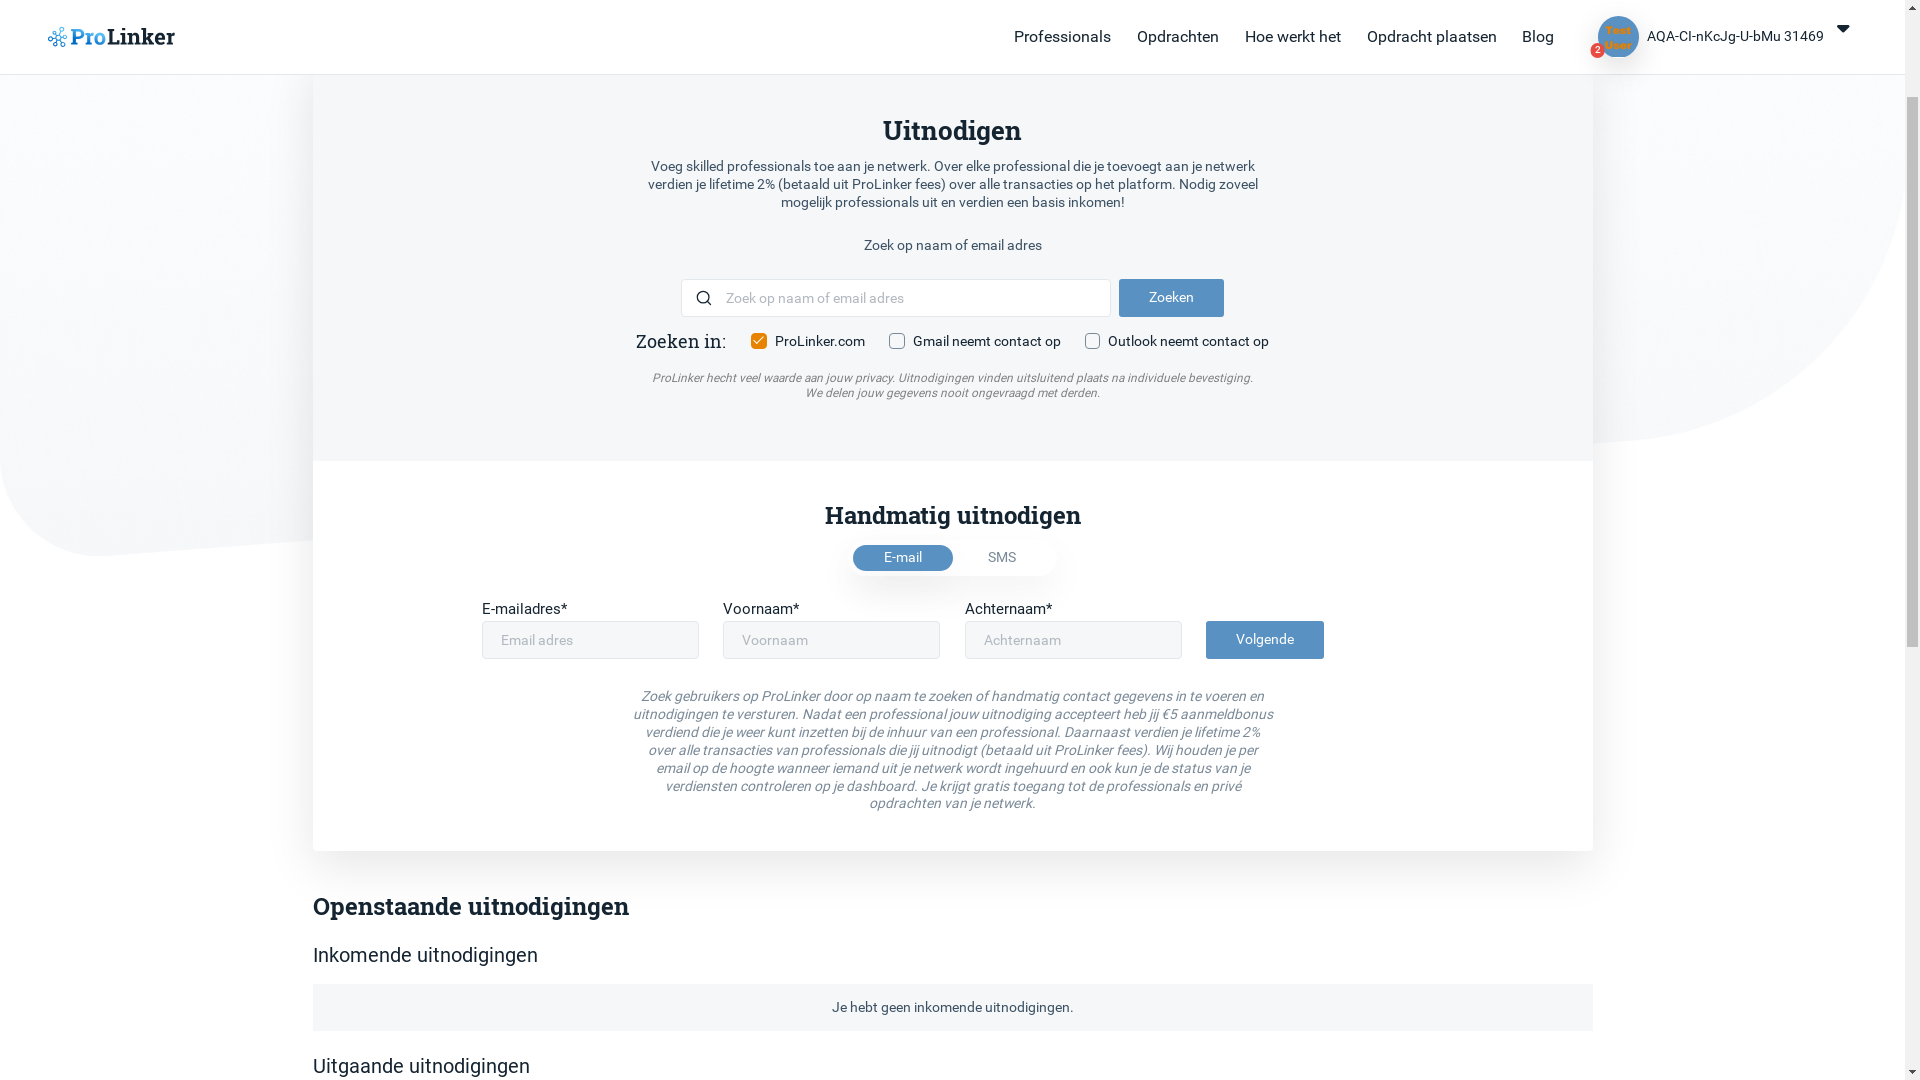 ProLinker
Professionals
Opdrachten
Hoe werkt het
Opdracht plaatsen
Blog
Test
User
2
AQA-CI-nKcJg-U-bMu 31469
Uitnodigen
Voeg skilled professionals toe aan je netwerk. Over elke professional die je toevoegt aan je netwerk
verdien je lifetime 2% (betaald uit ProLinker fees) over alle transacties op het platform. Nodig zoveel
mogelijk professionals uit en verdien een basis inkomen!
Zoek op naam of email adres
Zoek op naam of email adres
Zoeken
Zoeken in:
ProLinker.com
Gmail neemt contact op
Outlook neemt contact op
ProLinker hecht veel waarde aan jouw privacy. Uitnodigingen vinden uitsluitend plaats na individuele bevestiging.
We delen jouw gegevens nooit ongevraagd met derden.
Handmatig uitnodigen
E-mail
SMS
E-mailadres*
Voornaam*
Achternaam*
Email adres
Voornaam
Achternaam
Volgende
Zoek gebruikers op ProLinker door op naam te zoeken of handmatig contact gegevens in te voeren en
uitnodigingen te versturen. Nadat een professional jouw uitnodiging accepteert heb jij €5 aanmeldbonus
verdiend die je weer kunt inzetten bij de inhuur van een professional. Daarnaast verdien je lifetime 2%
over alle transacties van professionals die jij uitnodigt (betaald uit ProLinker fees). Wij houden je per
email op de hoogte wanneer iemand uit je netwerk wordt ingehuurd en ook kun je de status van je
verdiensten controleren op je dashboard. Je krijgt gratis toegang tot de professionals en privé
opdrachten van je netwerk.
Openstaande uitnodigingen
Inkomende uitnodigingen
Je hebt geen inkomende uitnodigingen.
Uitgaande uitnodigingen